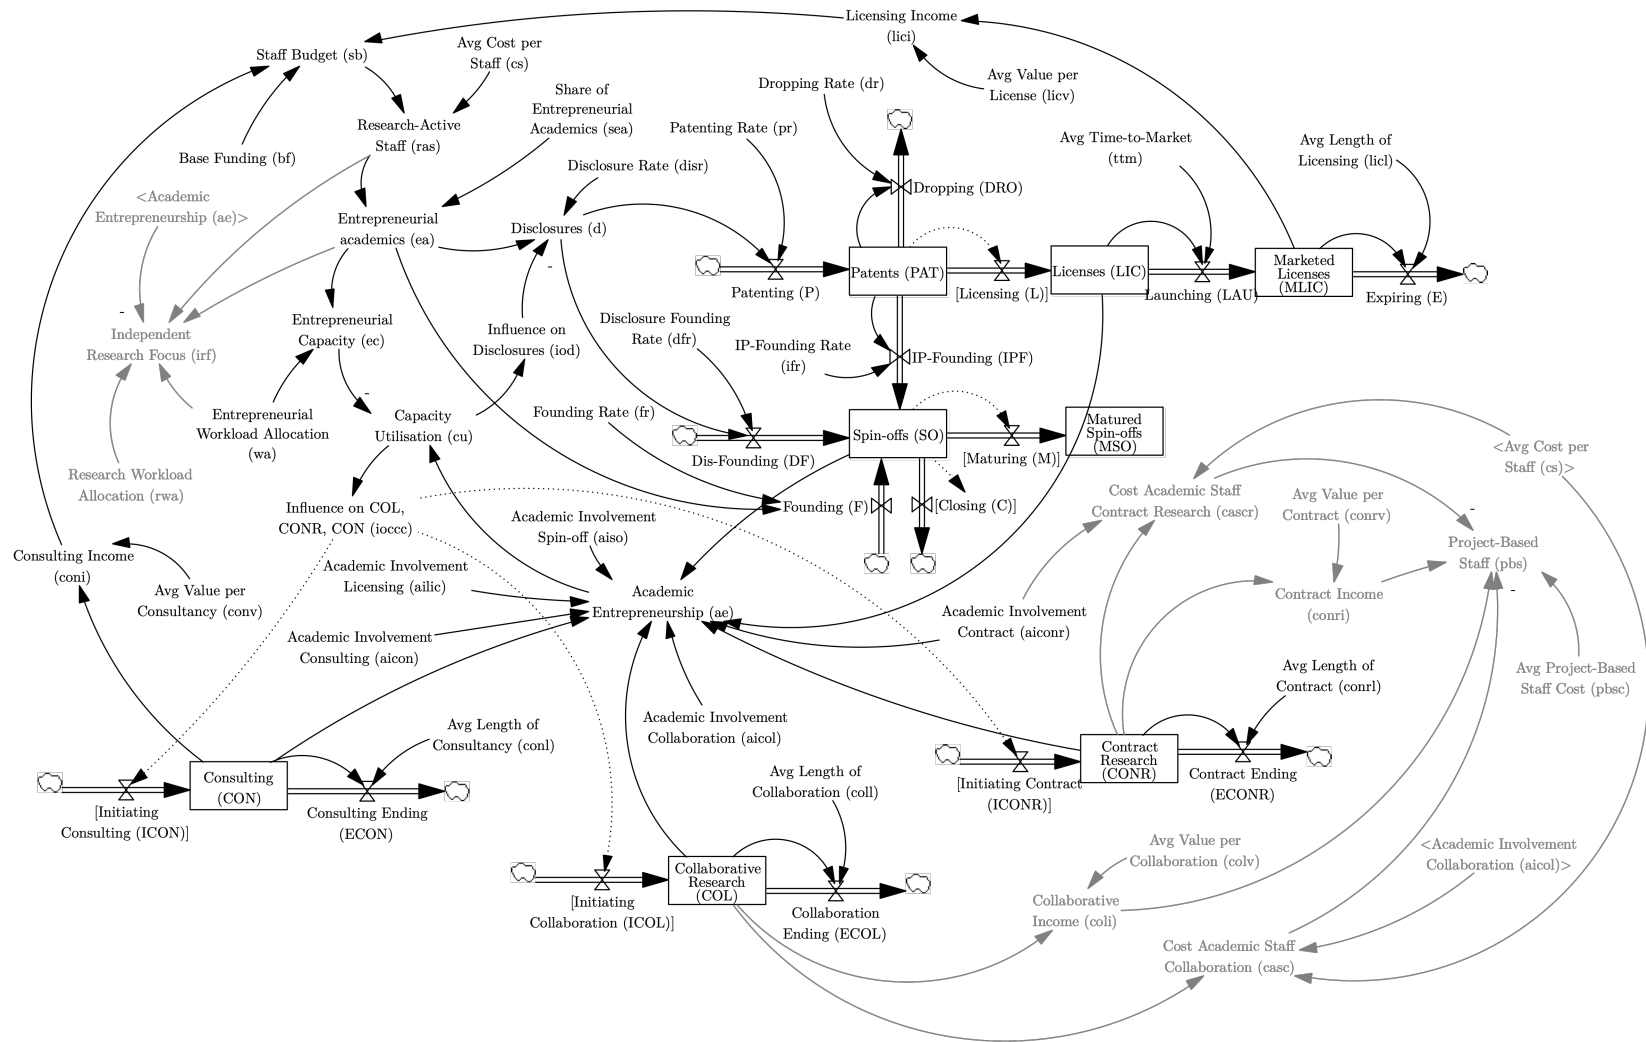 Licensing Income
(lici)
Staff Budget (sb)
Avg Cost per
Staff (cs)
Avg Value per
License (licv)
Dropping Rate (dr)
Share of
Entrepreneurial
Academics (sea)
Research-Active
Staff (ras)
Patenting Rate (pr)
Avg Time-to-Market
(ttm)
Avg Length of
Licensing (licl)
Base Funding (bf)
Disclosure Rate (disr)
Dropping (DRO)
<Academic
Entrepreneurship (ae)>
Entrepreneurial
academics (ea)
Disclosures (d)
-
Patents (PAT)
Licenses (LIC)
Marketed
Licenses
(MLIC)
Patenting (P)
[Licensing (L)]
Launching (LAU)
Expiring (E)
-
Independent
Research Focus (irf)
Entrepreneurial
Capacity (ec)
Influence on
Disclosures (iod)
Disclosure Founding
Rate (dfr)
IP-Founding Rate
(ifr)
IP-Founding (IPF)
-
Entrepreneurial
Workload Allocation
(wa)
Capacity
Utilisation (cu)
Founding Rate (fr)
Spin-offs (SO)
Matured
Spin-offs
(MSO)
Dis-Founding (DF)
[Maturing (M)]
<Avg Cost per
Staff (cs)>
Research Workload
Allocation (rwa)
Cost Academic Staff
Contract Research (cascr)
Avg Value per
Contract (conrv)
-
Influence on COL,
CONR, CON (ioccc)
Academic Involvement
Spin-off (aiso)
Founding (F)
[Closing (C)]
Project-Based
Staff (pbs)
-
Consulting Income
(coni)
Avg Value per
Consultancy (conv)
Academic Involvement
Licensing (ailic)
Academic
Entrepreneurship (ae)
Academic Involvement
Contract (aiconr)
Contract Income
(conri)
Academic Involvement
Consulting (aicon)
Avg Length of
Contract (conrl)
Avg Project-Based
Staff Cost (pbsc)
Avg Length of
Consultancy (conl)
Academic Involvement
Collaboration (aicol)
Consulting
(CON)
[Initiating
Consulting (ICON)]
Consulting Ending
(ECON)
Avg Length of
Collaboration (coll)
Contract
Research
(CONR)
[Initiating Contract
(ICONR)]
Contract Ending
(ECONR)
Avg Value per
Collaboration (colv)
<Academic Involvement
Collaboration (aicol)>
Collaborative
Research
(COL)
[Initiating
Collaboration (ICOL)]
Collaboration
Ending (ECOL)
Collaborative
Income (coli)
Cost Academic Staff
Collaboration (casc)